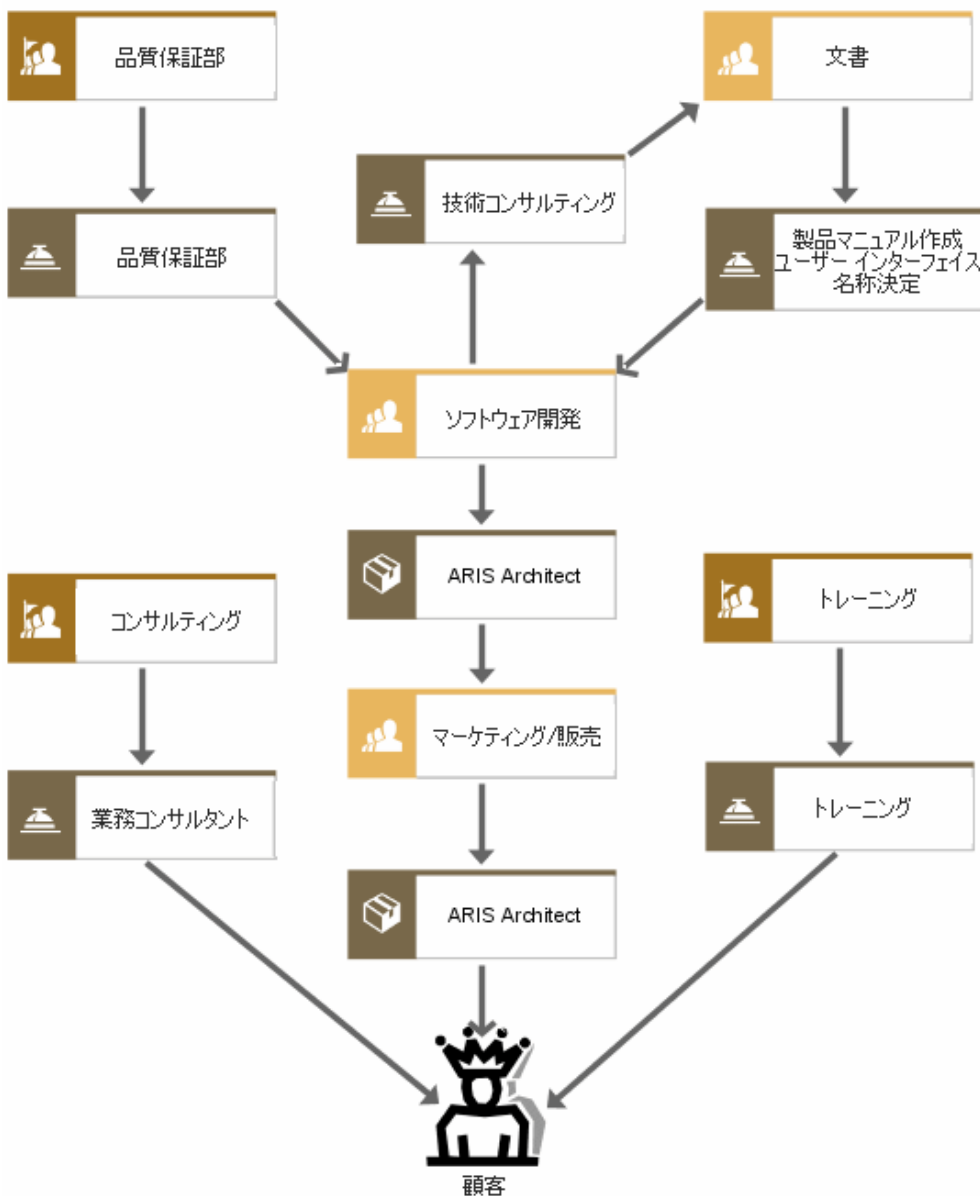 品質保証部
文書
技術コンサルティング
品質保証部
製品マニュアル作成
ユーザー インターフェイス
名称決定
ソフトウェア開発
ARIS Architect
コンサルティング
トレーニング
マーケティング/販売
業務コンサルタント
トレーニング
ARIS Architect
顧客